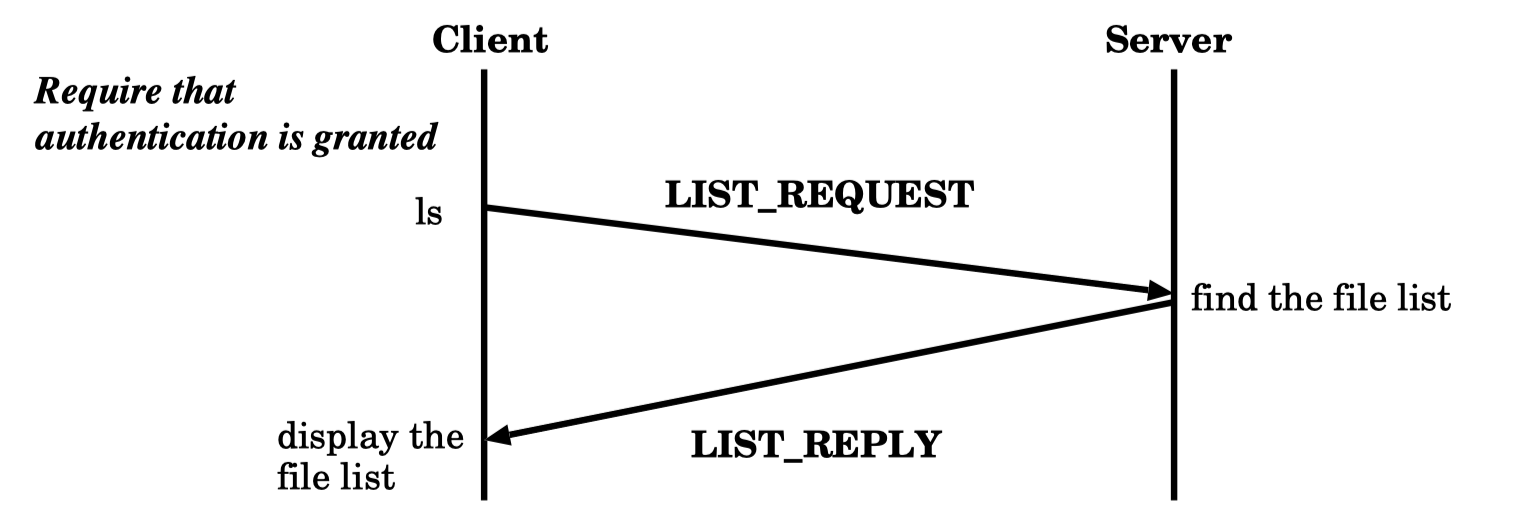 Client
Server
Require that
authentication is granted
ls
LIST_REQUEST
find the file list
display the
file list
LIST_REPLY